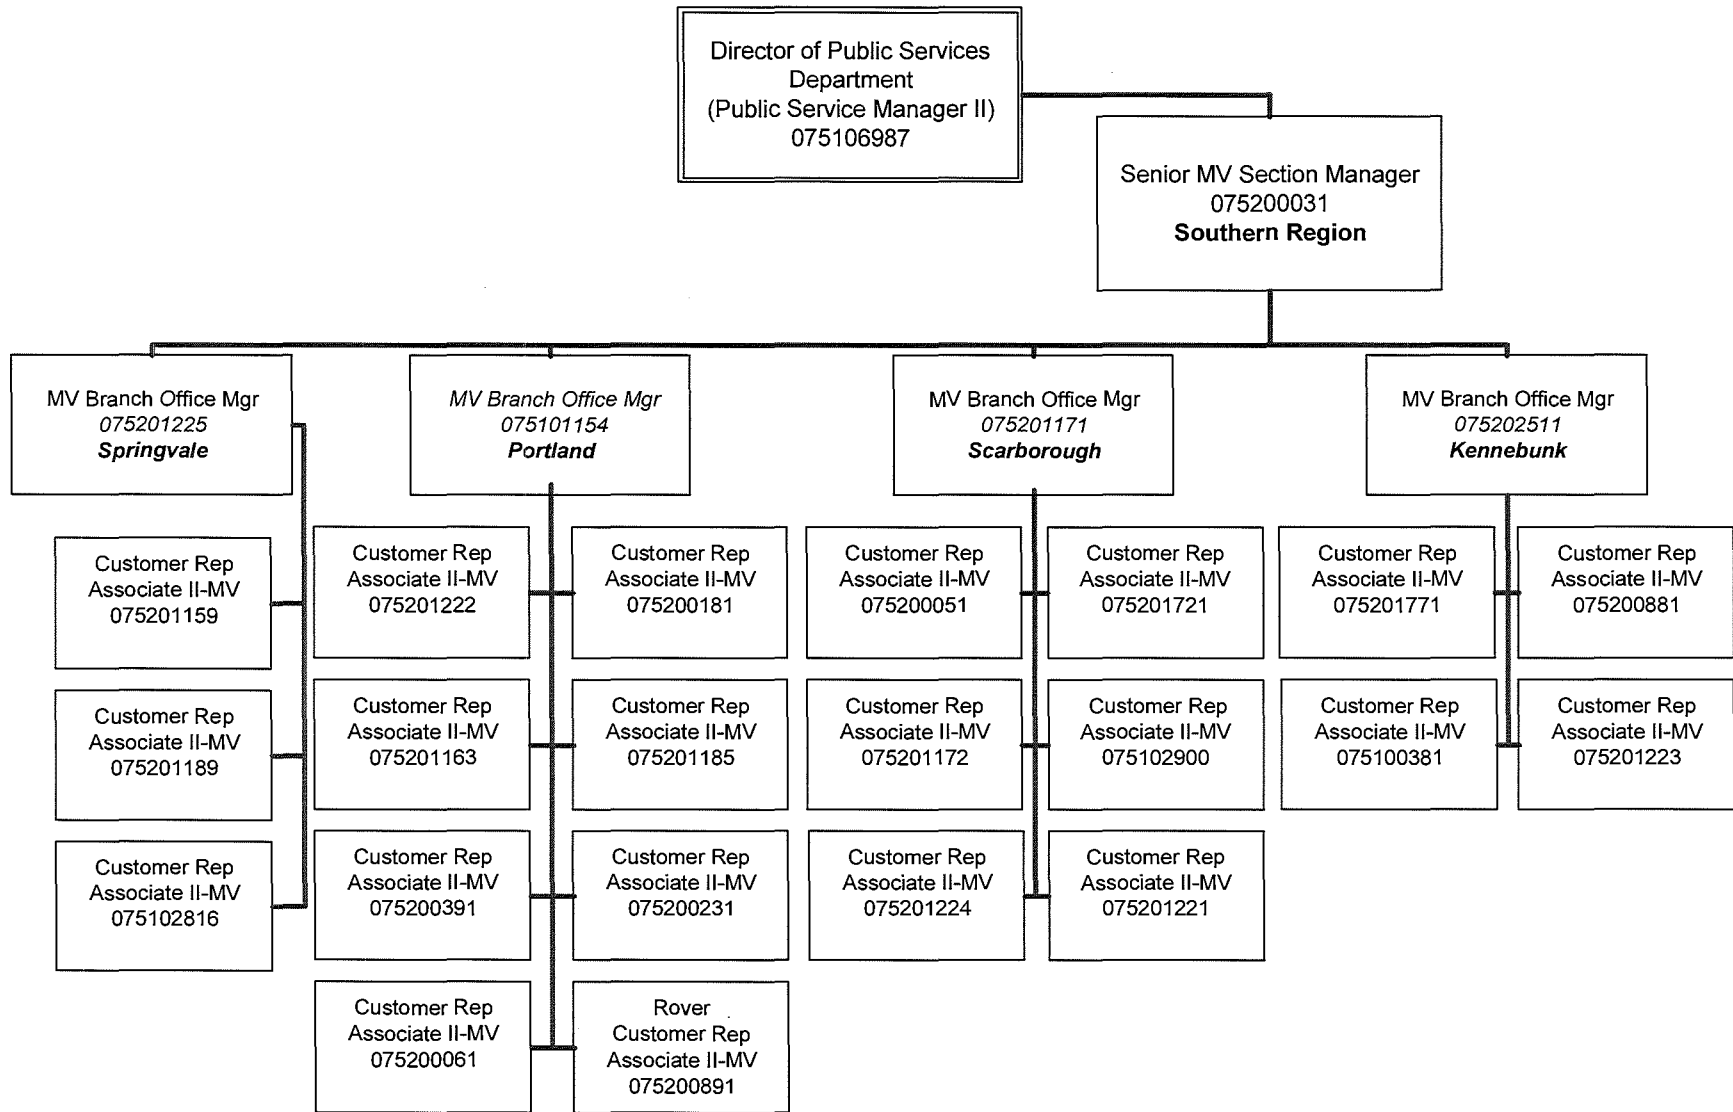 Director of Public Services
Department
(Public Service Manager II)
075106987
Senior MV Section Manager
075200031
Southern Region
MV Branch Office Mgr
075201225
Springvale
MV Branch Office Mgr
075101154
Portland
MV Branch Office Mgr
075201171
Scarborough
MV Branch Office Mgr
075202511
Kennebunk
Customer Rep
Associate II-MV
075201159
Customer Rep
Associate II-MV
075201189
Customer Rep
Associate II-MV
075102816
Customer Rep
Associate II-MV
075201222
Customer Rep
Associate II-MV
075200181
Customer Rep
Associate II-MV
075201163
Customer Rep
Associate II-MV
075201185
Customer Rep
Associate II-MV
075200391
Customer Rep
Associate II-MV
075200231
Customer Rep
Associate II-MV
075200061
Rover
Customer Rep
Associate II-MV
075200891
Customer Rep
Associate II-MV
075200051
Customer Rep
Associate II-MV
075201721
Customer Rep
Associate II-MV
075201172
Customer Rep
Associate II-MV
075102900
Customer Rep
Associate II-MV
075201224
Customer Rep
Associate II-MV
075201221
Customer Rep
Associate II-MV
075201771
Customer Rep
Associate II-MV
075200881
Customer Rep
Associate II-MV
075100381
Customer Rep
Associate II-MV
075201223